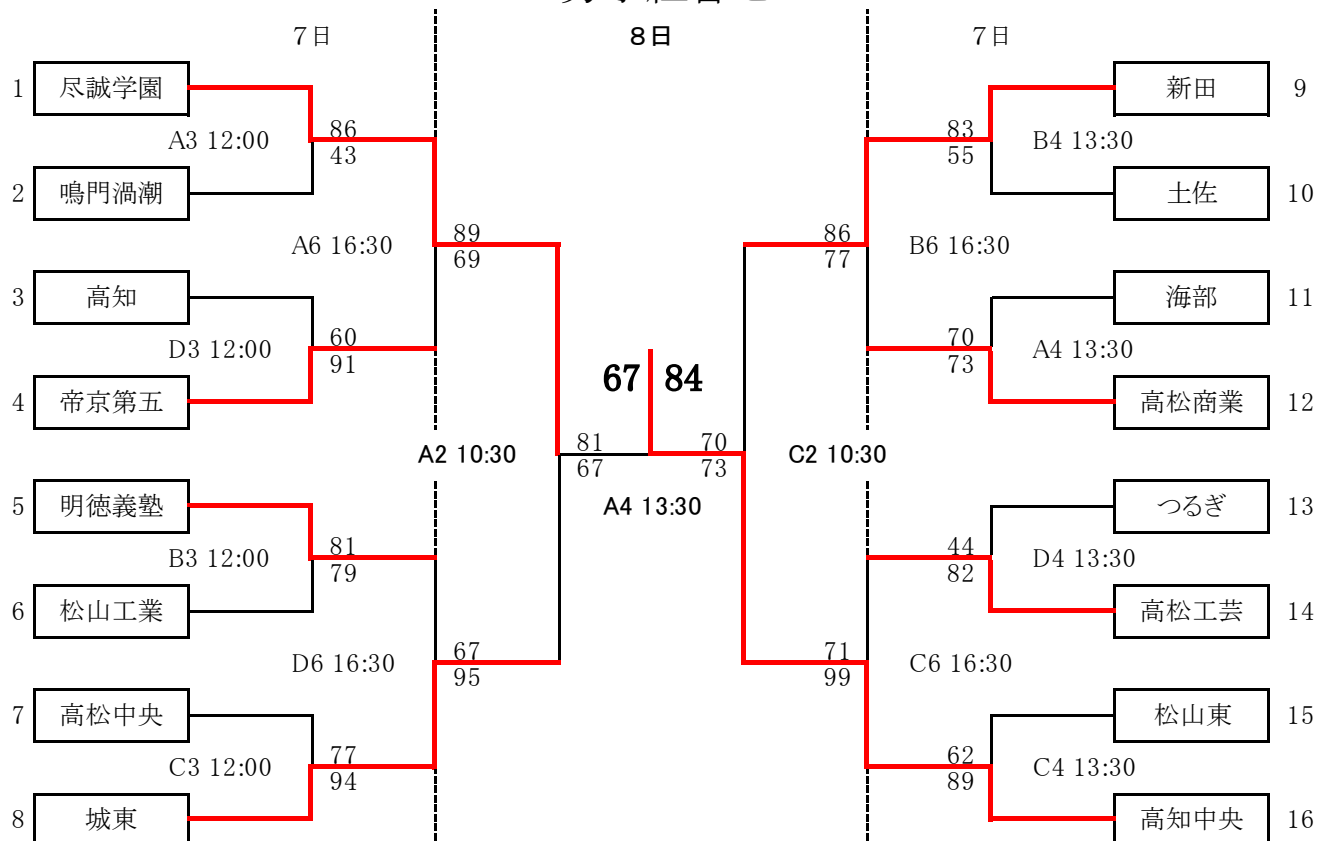 7日 8日 7日
1 尽誠学園 新田 9
A3 12:00 86 83 B4 13:30
43 55
2 鳴門渦潮 土佐 10
A6 16:30 89 86 B6 16:30
69 77
3 高知 海部 11
D3 12:00 60 70 A4 13:30
91 73
4 帝京第五 67 84 高松商業 12
A2 10:30 81 70 C2 10:30
67 73
5 明徳義塾 A4 13:30 つるぎ 13
B3 12:00 81 44 D4 13:30
79 82
6 松山工業 高松工芸 14
D6 16:30 67 71 C6 16:30
95 99
7 高松中央 松山東 15
C3 12:00 77 62 C4 13:30
94 89
8 城東 高知中央 16